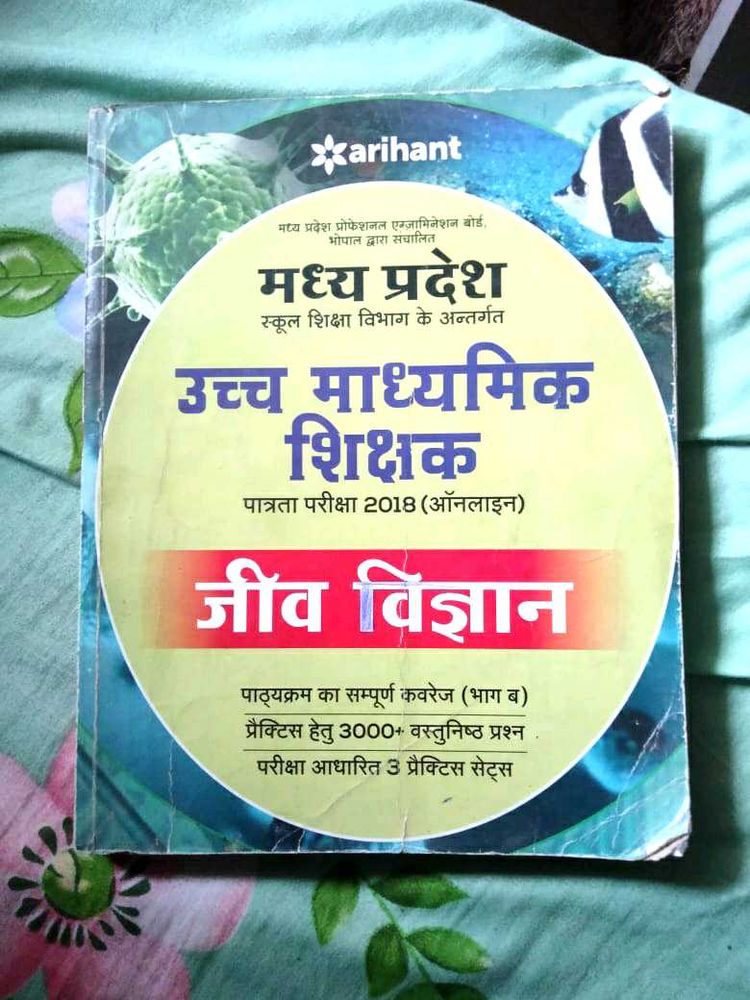 arihant
मध्य प्रदेश प्रोफेशनल एग्जामिनेशन बोर्ड,
भोपाल द्वारा संचालित
मध्य प्रदेश
स्कूल शिक्षा विभाग के अन्तर्गत
उच्च माध्यमिक
शिक्षक
पात्रता परीक्षा 2018 (ऑनलाइन)
जीव विज्ञान
पाठ्यक्रम का सम्पूर्ण कवरेज (भाग ब)
प्रैक्टिस हेतु 3000+ वस्तुनिष्ठ प्रश्न
परीक्षा आधारित 3 प्रैक्टिस सेट्स